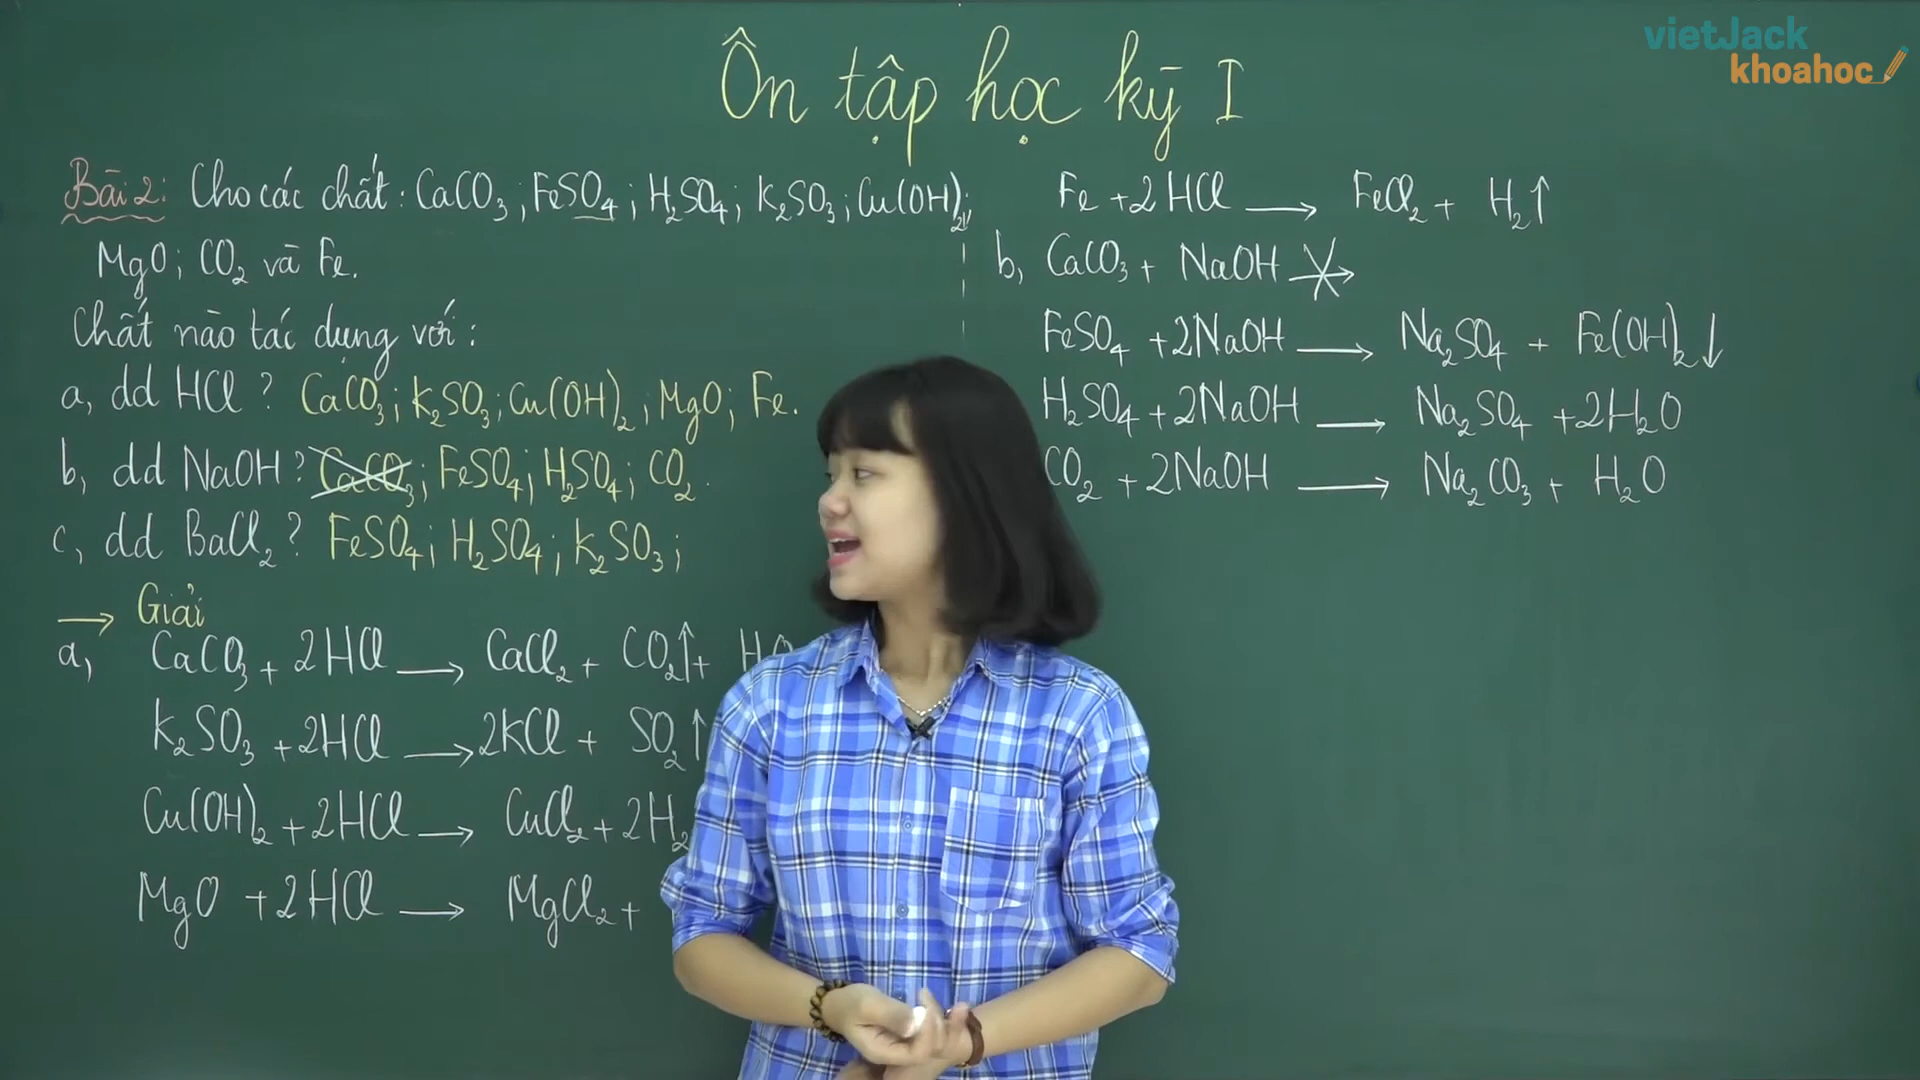 vietJack
khoahoc
Ôn tập học kỳ I
Bài 2: Cho các chất: CaCO₃; FeSO₄; H₂SO₄; K₂SO₃; Cu(OH)₂;
MgO; CO₂ và Fe.
Chất nào tác dụng với:
a, dd HCl? CaCO₃; K₂SO₃; Cu(OH)₂; MgO; Fe.
b, dd NaOH? CaCO₃; FeSO₄; H₂SO₄; CO₂.
c, dd BaCl₂? FeSO₄; H₂SO₄; K₂SO₃;
→ Giải
a, CaCO₃ + 2HCl → CaCl₂ + CO₂↑ +
K₂SO₃ + 2HCl → 2KCl + SO₂↑
Cu(OH)₂ + 2HCl → CuCl₂ + 2H₂
MgO + 2HCl → MgCl₂ +
Fe + 2HCl → FeCl₂ + H₂↑
b, CaCO₃ + NaOH →
FeSO₄ + 2NaOH → Na₂SO₄ + Fe(OH)₂↓
H₂SO₄ + 2NaOH → Na₂SO₄ + 2H₂O
CO₂ + 2NaOH → Na₂CO₃ + H₂O